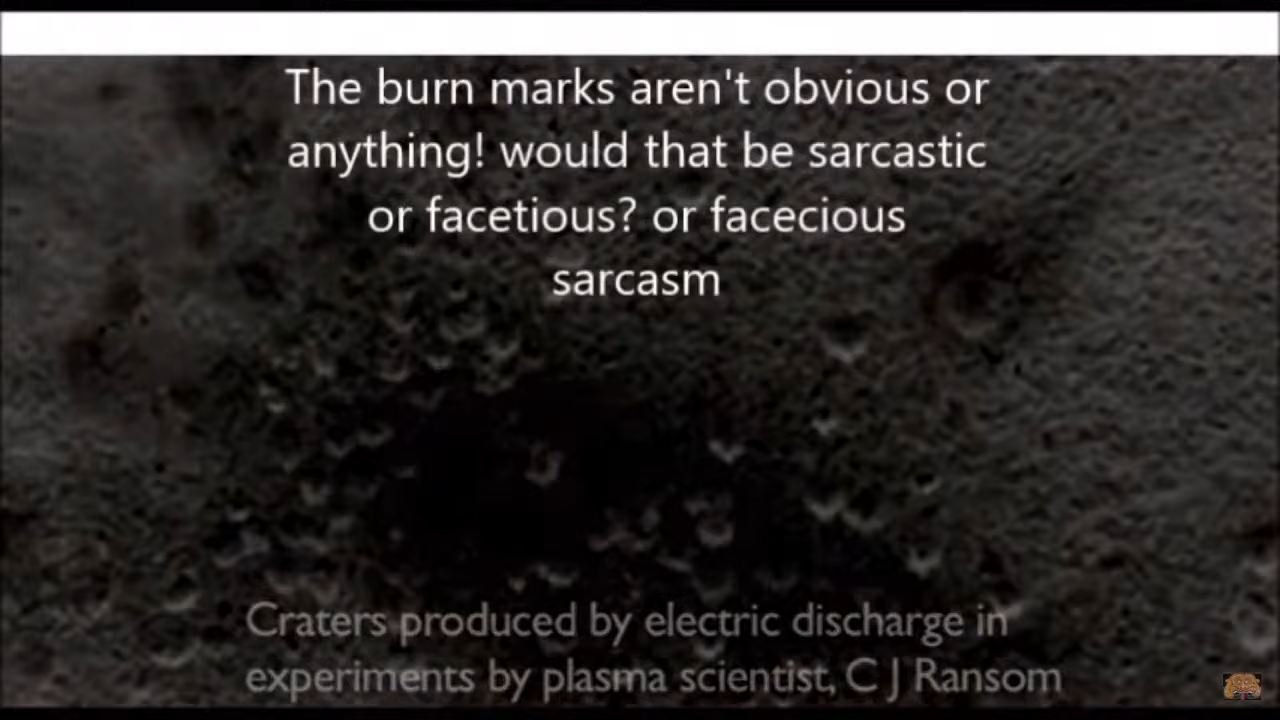 The burn marks aren't obvious or
anything! would that be sarcastic
or facetious? or facecious
sarcasm
Craters produced by electric discharge in
experiments by plasma scientist, C J Ransom